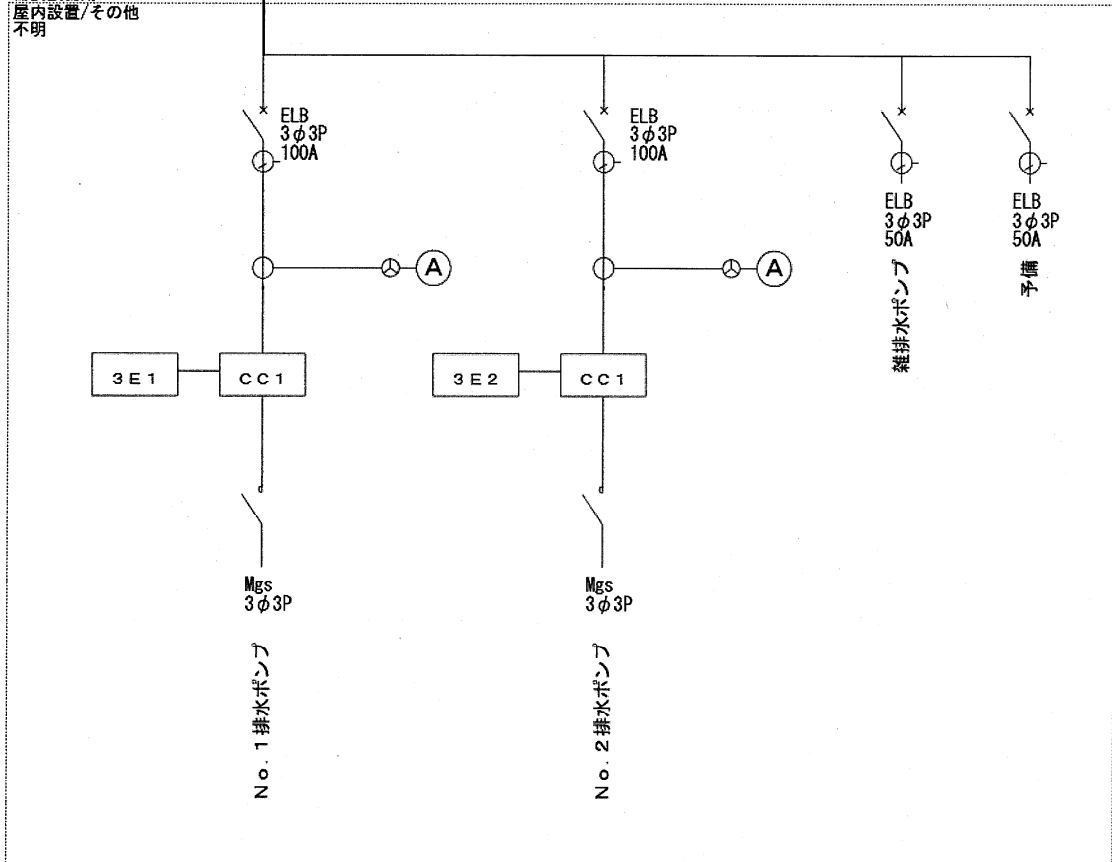 屋内設置/その他
不明
ELB
3φ3P
100A
ELB
3φ3P
100A
ELB
3φ3P
50A
雑排水ポンプ
ELB
3φ3P
50A
予備
A
A
3E1
CC1
3E2
CC1
Mgs
3φ3P
No.1排水ポンプ
Mgs
3φ3P
No.2排水ポンプ